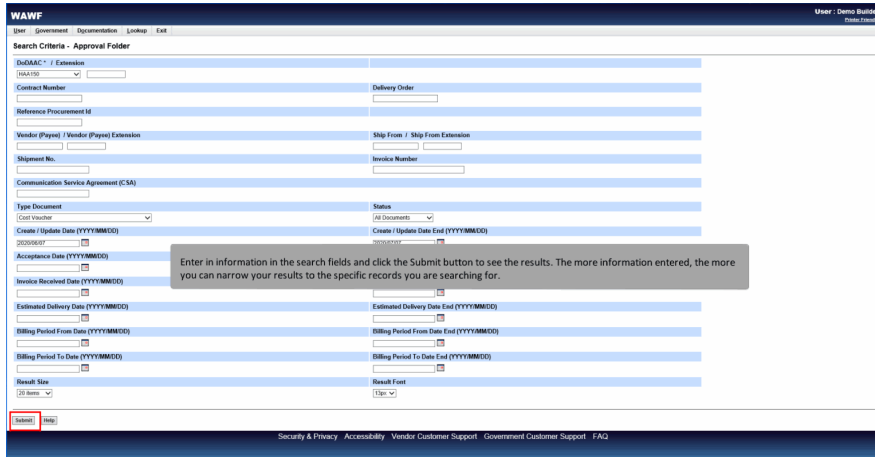 WAWF
User : Demo Builde
Printer Friend
User Government Documentation Lookup Exit
Search Criteria - Approval Folder
DoDAAC * / Extension
HAA150
Contract Number Delivery Order
Reference Procurement Id
Vendor (Payee) / Vendor (Payee) Extension Ship From / Ship From Extension
Shipment No. Invoice Number
Communication Service Agreement (CSA)
Type Document Status
Cost Voucher All Documents
Create / Update Date (YYYY/MM/DD) Create / Update Date End (YYYY/MM/DD)
2020/06/07 2020/07/07
Acceptance Date (YYYY/MM/DD)
Enter in information in the search fields and click the Submit button to see the results. The more information entered, the more
you can narrow your results to the specific records you are searching for.
Invoice Received Date (YYYY/MM/DD)
Estimated Delivery Date (YYYY/MM/DD) Estimated Delivery Date End (YYYY/MM/DD)
Billing Period From Date (YYYY/MM/DD) Billing Period From Date End (YYYY/MM/DD)
Billing Period To Date (YYYY/MM/DD) Billing Period To Date End (YYYY/MM/DD)
Result Size Result Font
20 items 13px
Submit Help
Security & Privacy Accessibility Vendor Customer Support Government Customer Support FAQ